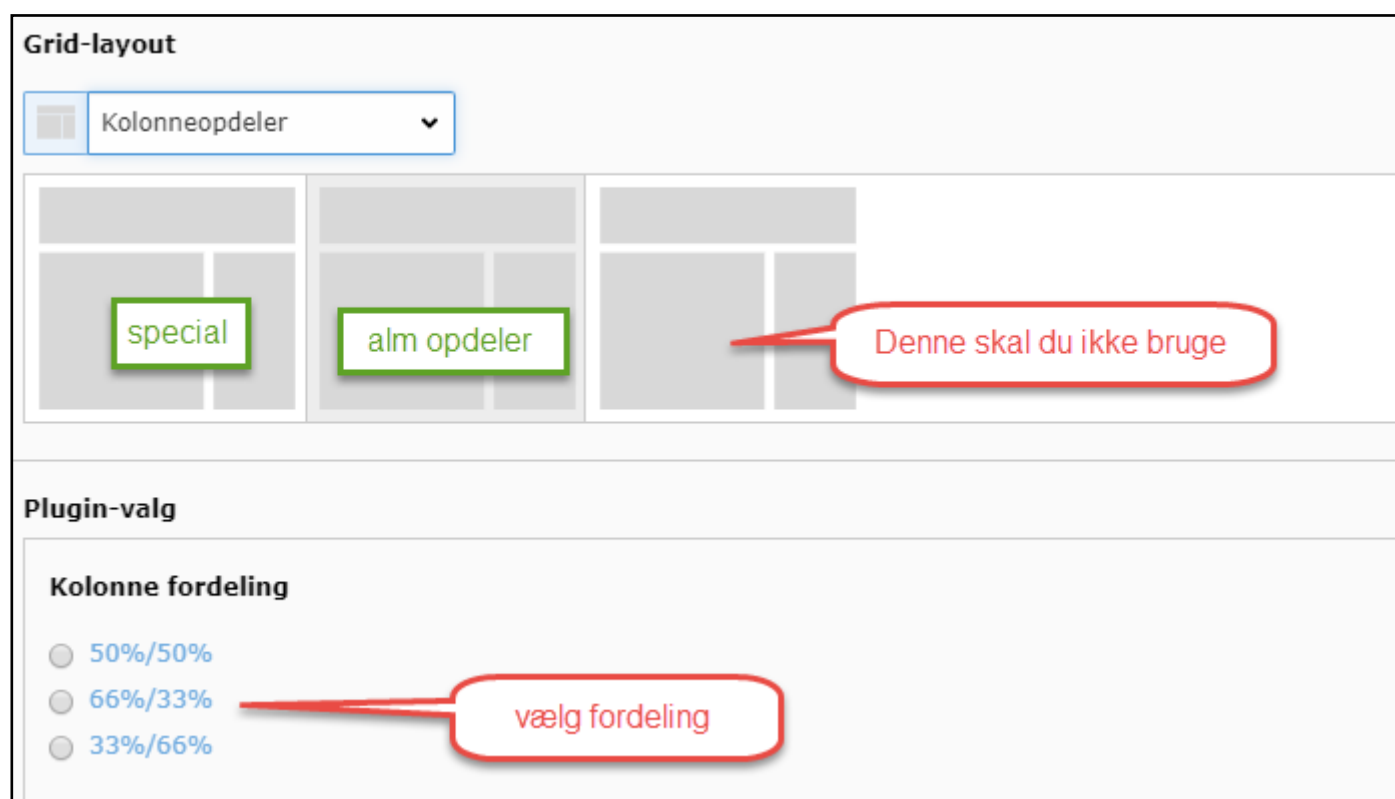 Grid-layout
Kolonneopdeler
special
alm opdeler
Denne skal du ikke bruge
Plugin-valg
Kolonne fordeling
50%/50%
66%/33%
vælg fordeling
33%/66%